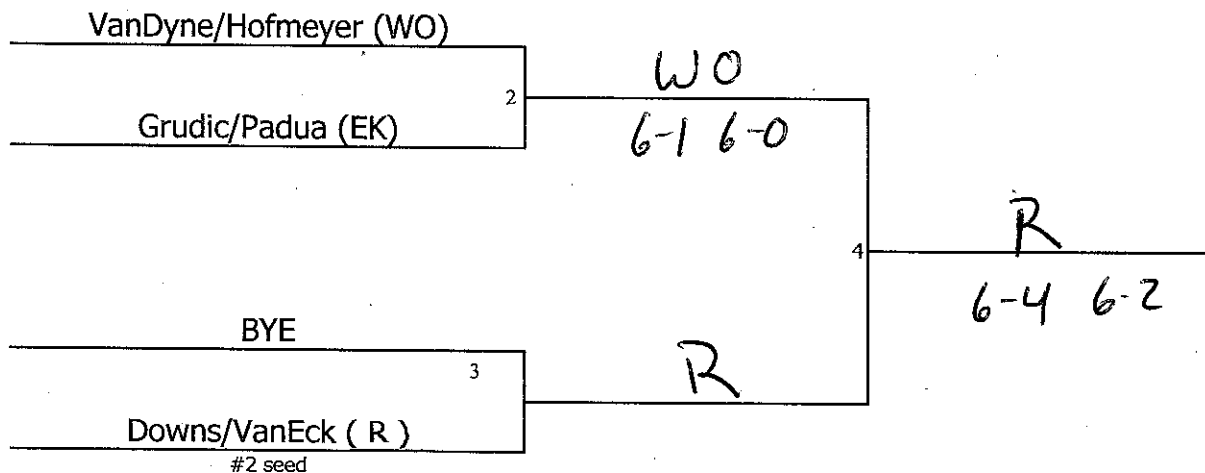 VanDyne/Hofmeyer (WO)
2
WO
Grudic/Padua (EK)
6-1 6-0
4
R
6-4 6-2
BYE
3
R
Downs/VanEck ( R )
#2 seed